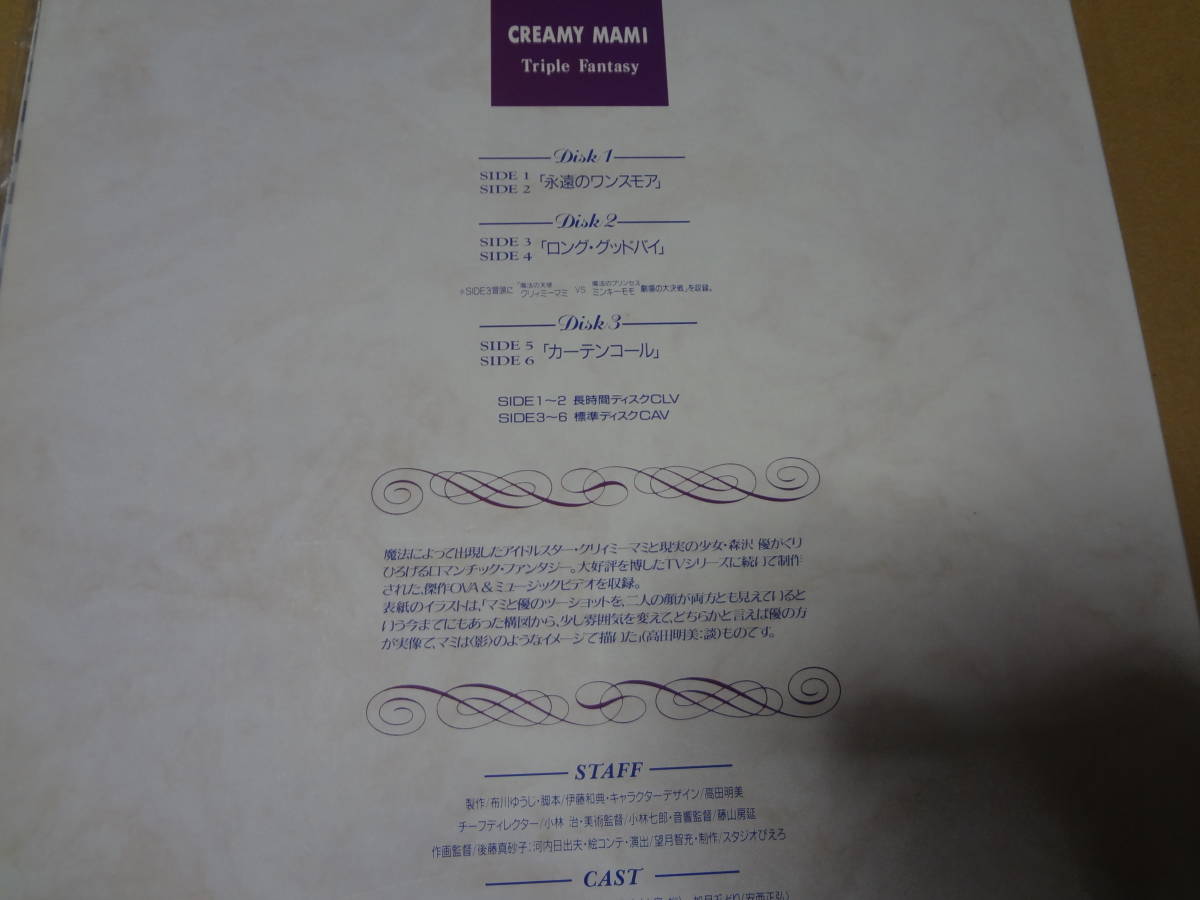 CREAMY MAMI
Triple Fantasy
Disk 1
SIDE 1
SIDE 2
「永遠のワンスモア」
Disk 2
SIDE 3
SIDE 4
「ロング・グッドバイ」
*SIDE3冒頭に「魔法の天使 クリィミーマミ VS 魔法のプリンセス ミンキーモモ 劇場の大決戦」を収録。
Disk 3
SIDE 5
SIDE 6
「カーテンコール」
SIDE1〜2 長時間ディスクCLV
SIDE3〜6 標準ディスクCAV
魔法によって出現したアイドルスター・クリィミーマミと現実の少女・森沢 優がくり
ひろげるロマンチック・ファンタジー。大好評を博したTVシリーズに続いて制作
された、傑作OVA&ミュージックビデオを収録。
表紙のイラストは、「マミと優のツーショットを、二人の顔が両方とも見えていると
いう今までにもあった構図から、少し雰囲気を変えて、どちらかと言えば優の方
が実像で、マミは〈影〉のようなイメージで描いた」(高田明美:談)ものです。
STAFF
製作/布川ゆうじ・脚本/伊藤和典・キャラクターデザイン/高田明美
チーフディレクター/小林 治・美術監督/小林七郎・音響監督/藤山房延
作画監督/後藤真砂子:河内日出夫・絵コンテ・演出/望月智充・制作/スタジオぴえろ
CAST